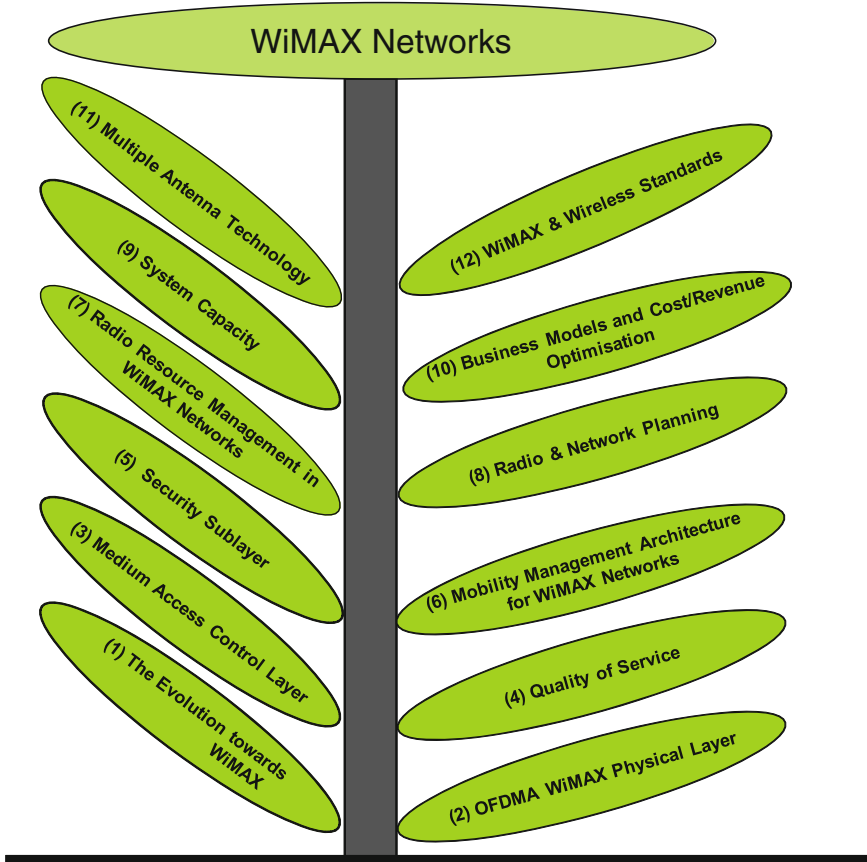 WiMAX Networks
(11) Multiple Antenna Technology
(9) System Capacity
(7) Radio Resource Management in
WiMAX Networks
(5) Security Sublayer
(3) Medium Access Control Layer
(1) The Evolution towards
WiMAX
(12) WiMAX & Wireless Standards
(10) Business Models and Cost/Revenue
Optimisation
(8) Radio & Network Planning
(6) Mobility Management Architecture
for WiMAX Networks
(4) Quality of Service
(2) OFDMA WiMAX Physical Layer